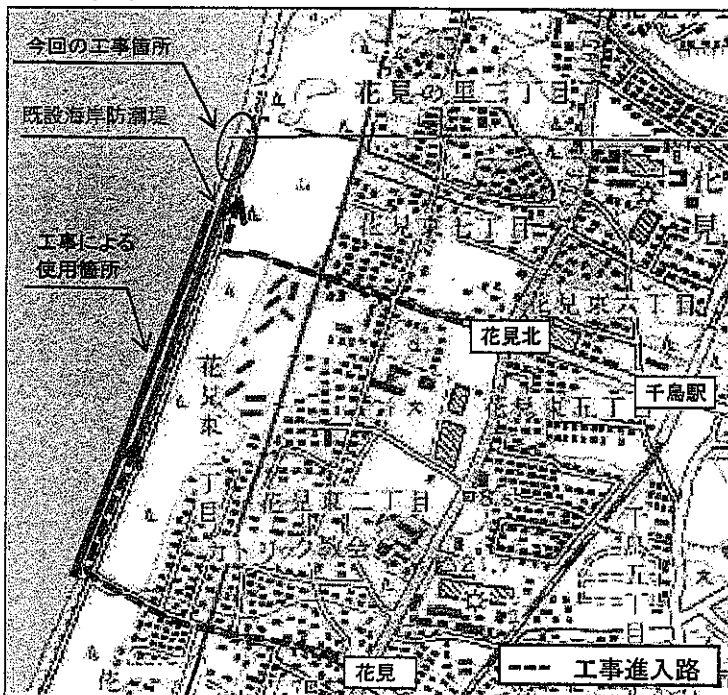 今回の工事箇所
既設海岸防潮堤
工事による
使用箇所
花見の里二丁目
花見
花見東七丁目
花見東六丁目
花見北
千鳥駅
花見東一丁目
花見東二丁目
カトリック教会
千鳥五丁目
花見
工事進入路